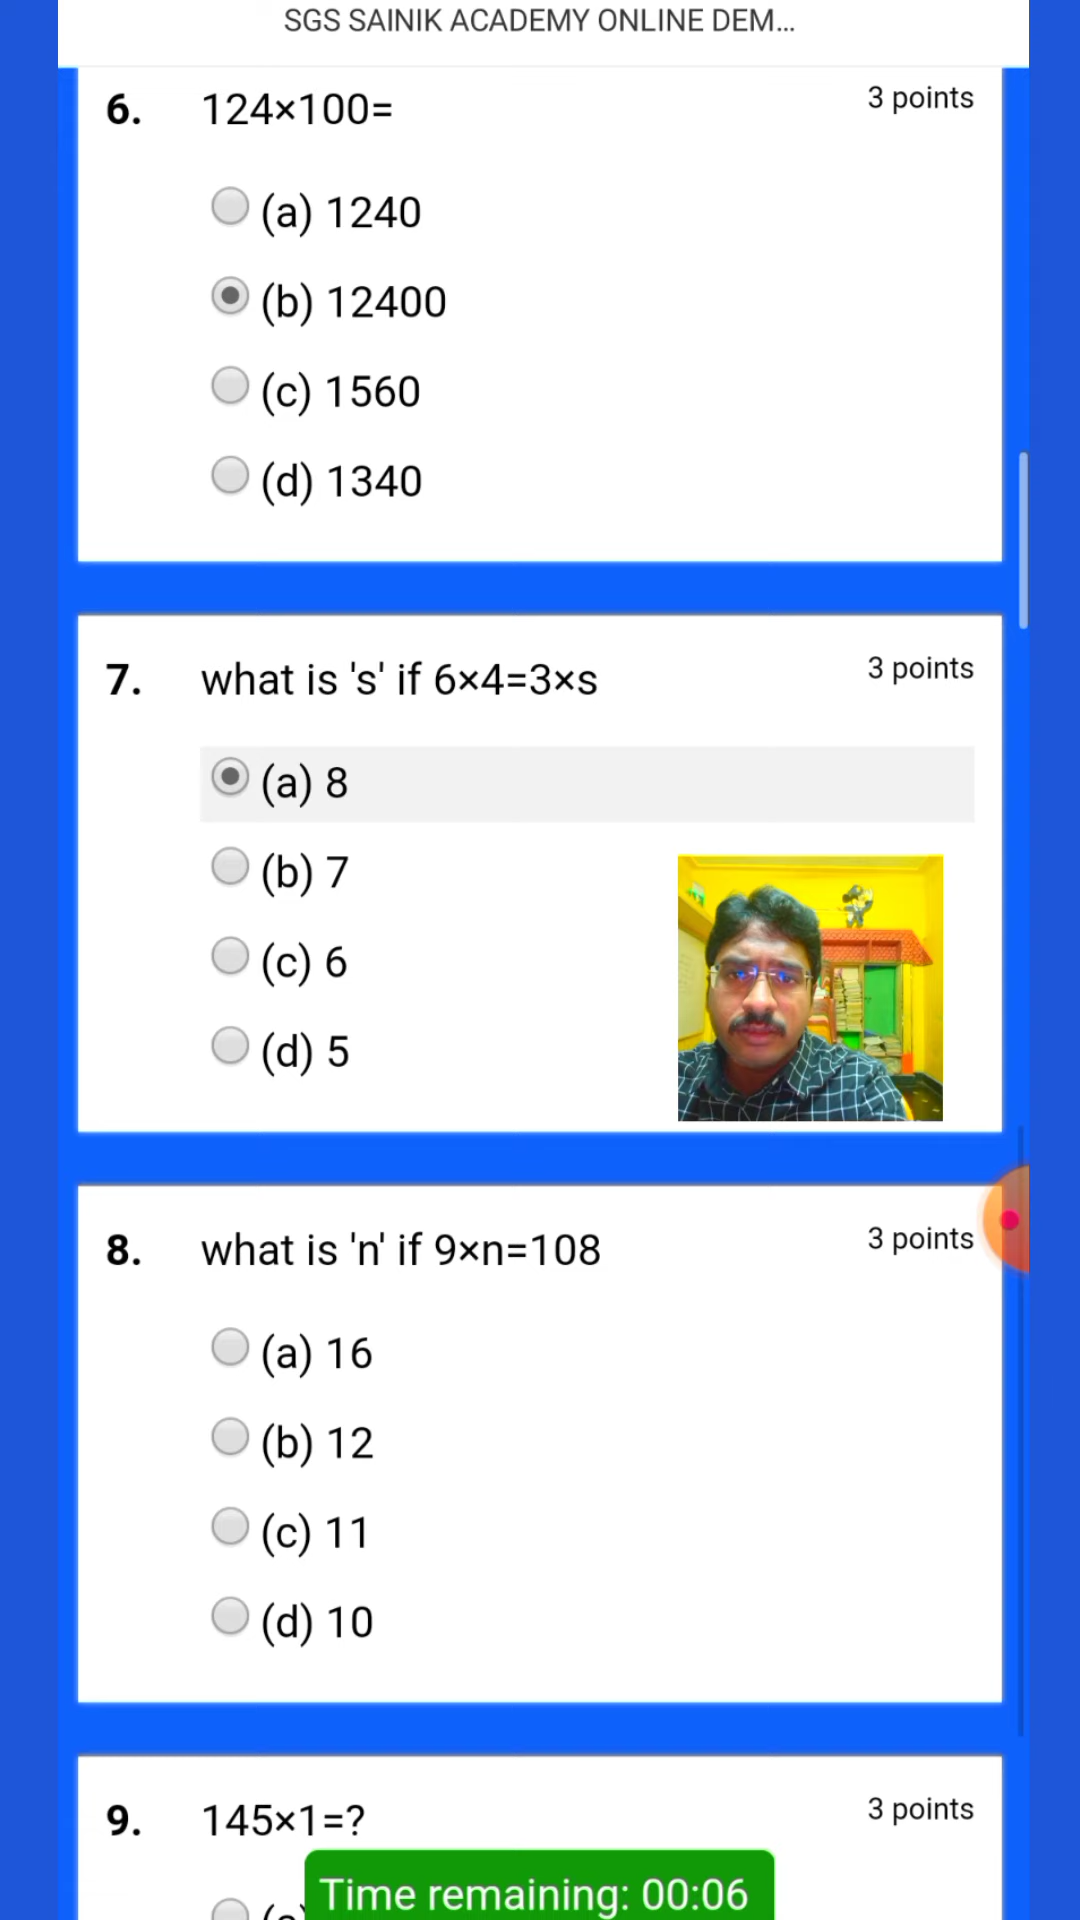 SGS SAINIK ACADEMY ONLINE DEM...
6. 124×100= 3 points
(a) 1240
(b) 12400
(c) 1560
(d) 1340
7. what is 's' if 6×4=3×s 3 points
(a) 8
(b) 7
(c) 6
(d) 5
8. what is 'n' if 9×n=108 3 points
(a) 16
(b) 12
(c) 11
(d) 10
9. 145×1=? 3 points
Time remaining: 00:06